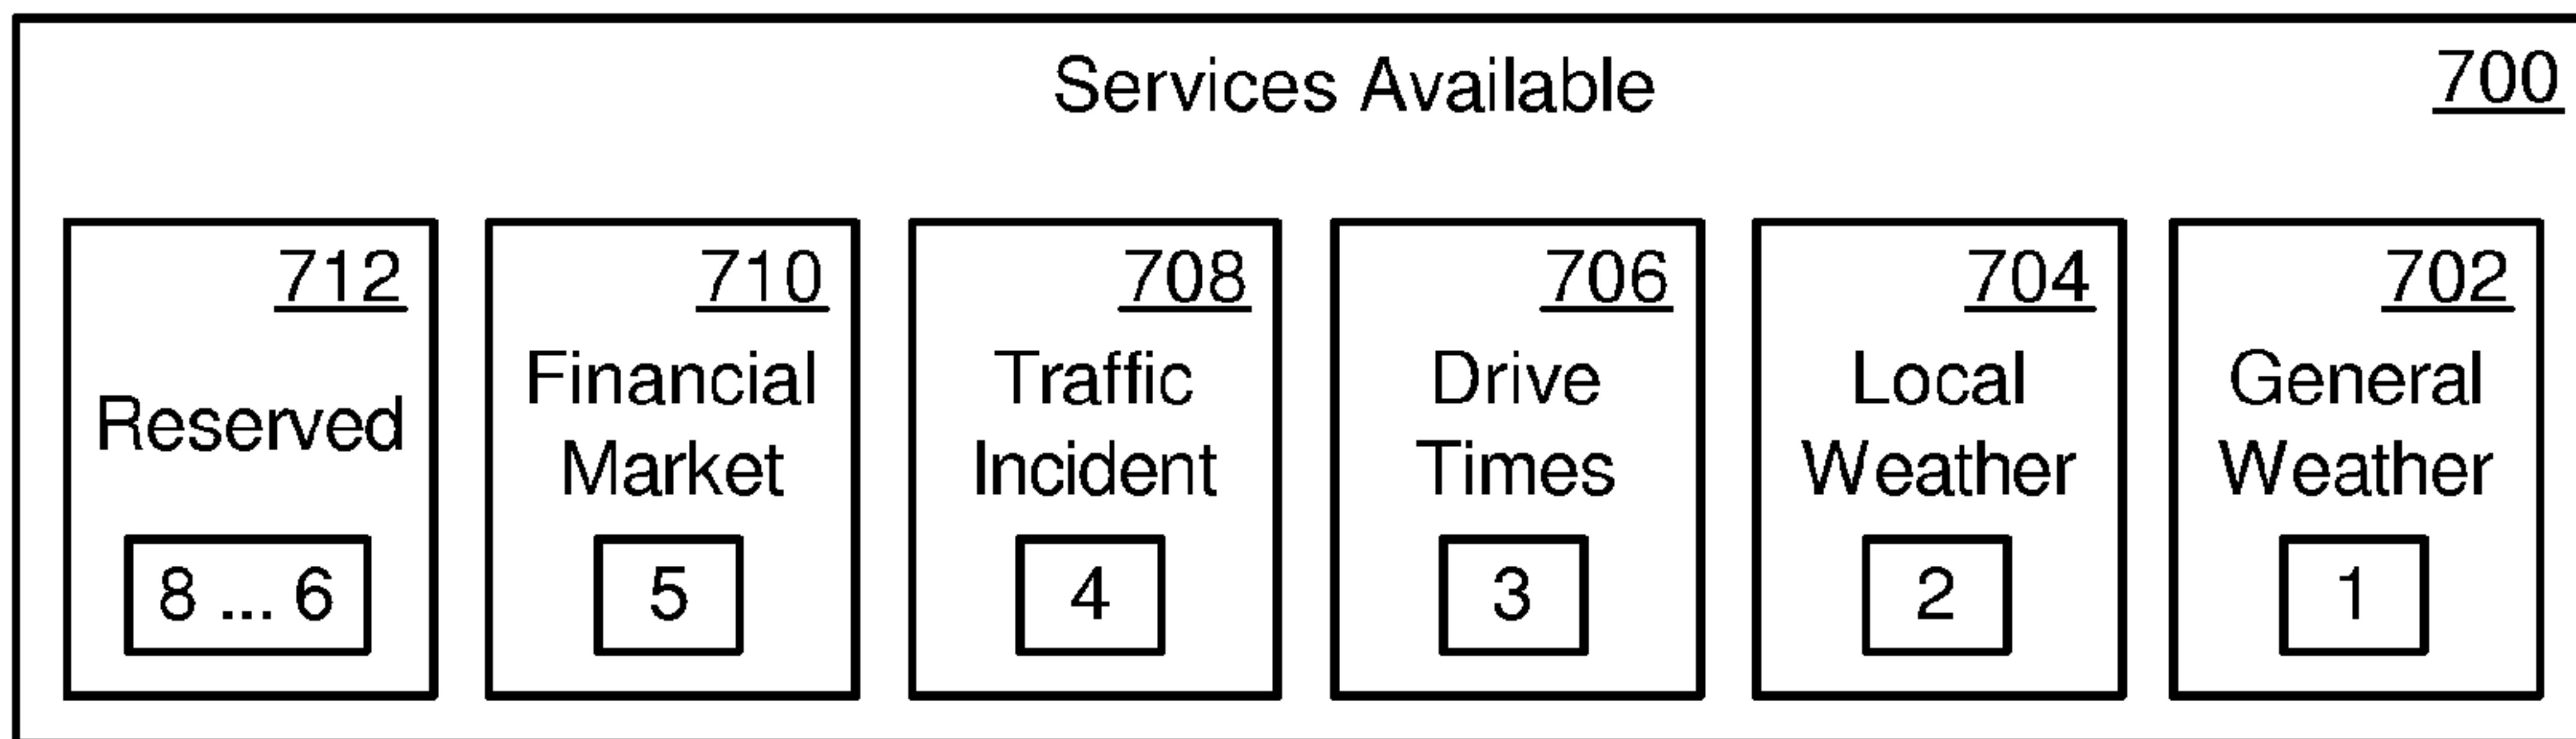 Services Available
700
712
Reserved
8 ... 6
710
Financial
Market
5
708
Traffic
Incident
4
706
Drive
Times
3
704
Local
Weather
2
702
General
Weather
1